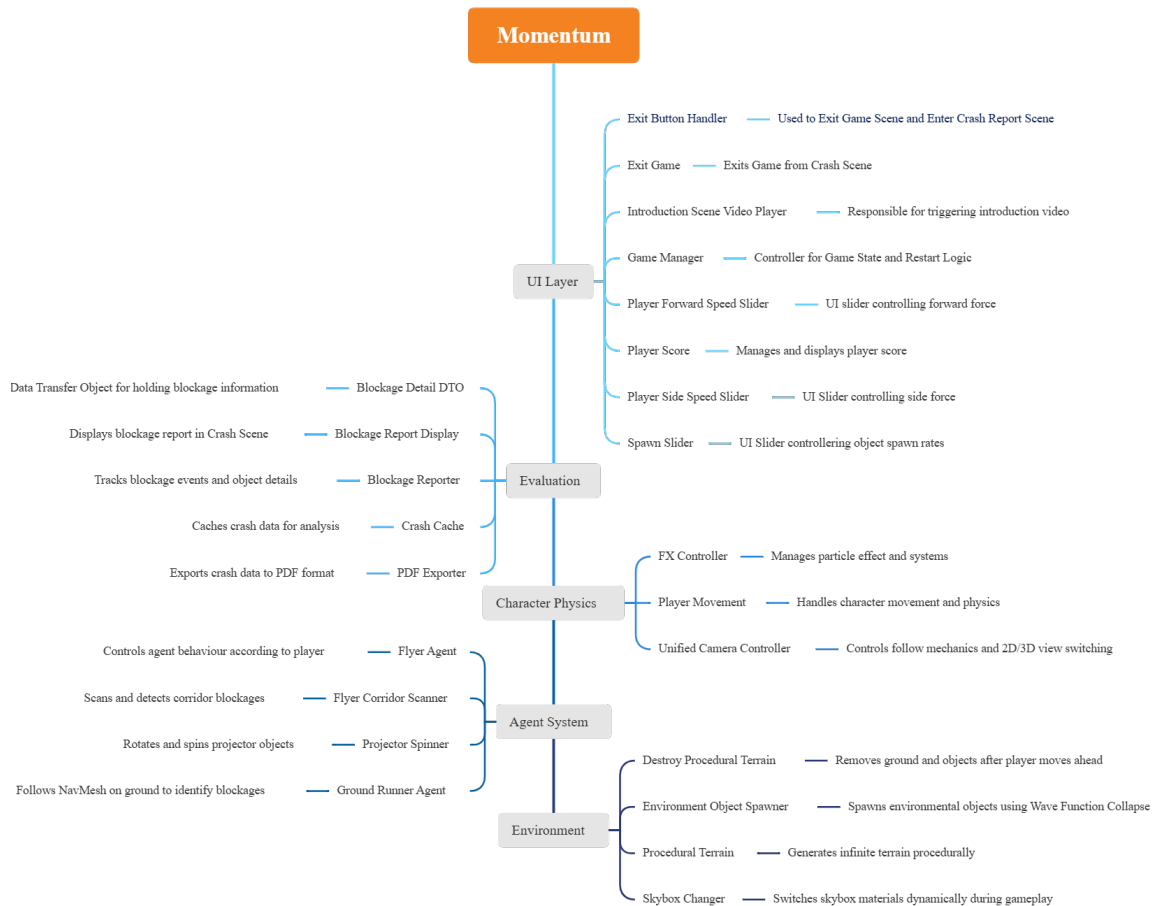 Momentum
UI Layer
Exit Button Handler
Used to Exit Game Scene and Enter Crash Report Scene
Exit Game
Exits Game from Crash Scene
Introduction Scene Video Player
Responsible for triggering introduction video
Game Manager
Controller for Game State and Restart Logic
Player Forward Speed Slider
UI slider controlling forward force
Player Score
Manages and displays player score
Player Side Speed Slider
UI Slider controlling side force
Spawn Slider
UI Slider controllering object spawn rates
Evaluation
Blockage Detail DTO
Data Transfer Object for holding blockage information
Blockage Report Display
Displays blockage report in Crash Scene
Blockage Reporter
Tracks blockage events and object details
Crash Cache
Caches crash data for analysis
PDF Exporter
Exports crash data to PDF format
Character Physics
FX Controller
Manages particle effect and systems
Player Movement
Handles character movement and physics
Unified Camera Controller
Controls follow mechanics and 2D/3D view switching
Agent System
Flyer Agent
Controls agent behaviour according to player
Flyer Corridor Scanner
Scans and detects corridor blockages
Projector Spinner
Rotates and spins projector objects
Ground Runner Agent
Follows NavMesh on ground to identify blockages
Environment
Destroy Procedural Terrain
Removes ground and objects after player moves ahead
Environment Object Spawner
Spawns environmental objects using Wave Function Collapse
Procedural Terrain
Generates infinite terrain procedurally
Skybox Changer
Switches skybox materials dynamically during gameplay